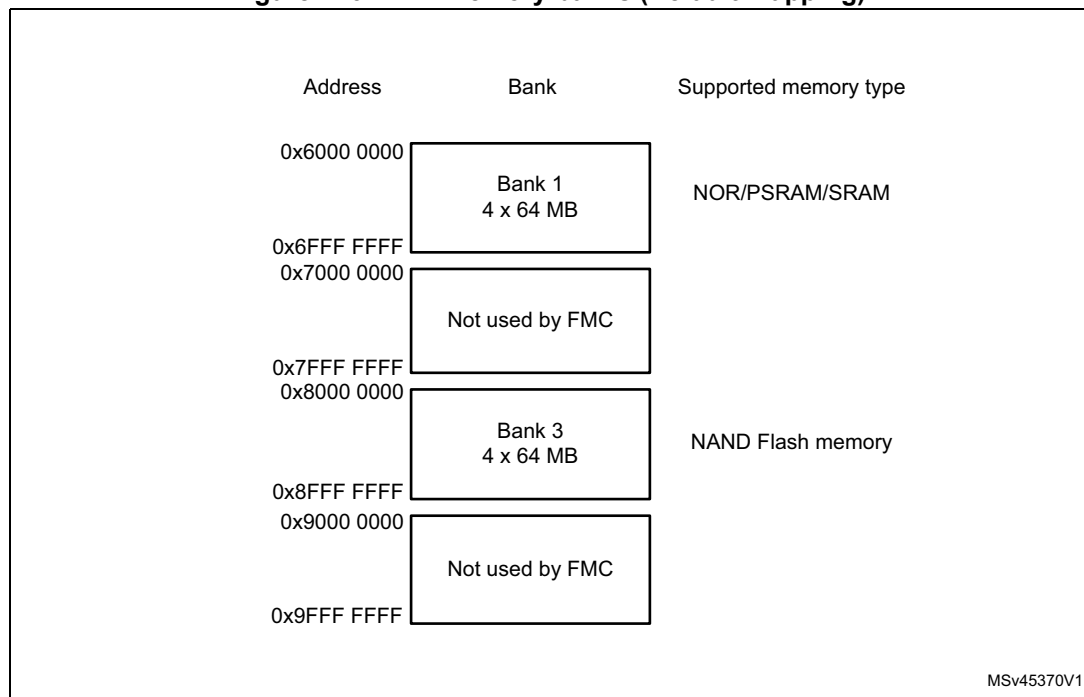 Address Bank Supported memory type
0x6000 0000
Bank 1
4 x 64 MB
NOR/PSRAM/SRAM
0x6FFF FFFF
0x7000 0000
Not used by FMC
0x7FFF FFFF
0x8000 0000
Bank 3
4 x 64 MB
NAND Flash memory
0x8FFF FFFF
0x9000 0000
Not used by FMC
0x9FFF FFFF
MSv45370V1